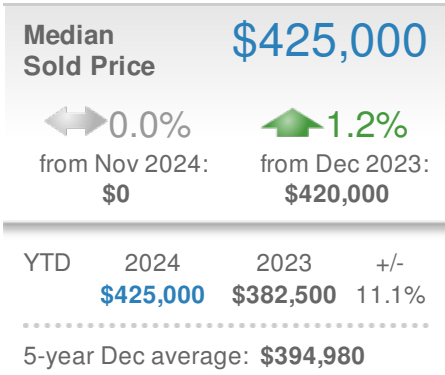 Median $425,000
Sold Price
0.0% 1.2%
from Nov 2024: from Dec 2023:
$0 $420,000
YTD 2024 2023 +/-
$425,000 $382,500 11.1%
5-year Dec average: $394,980